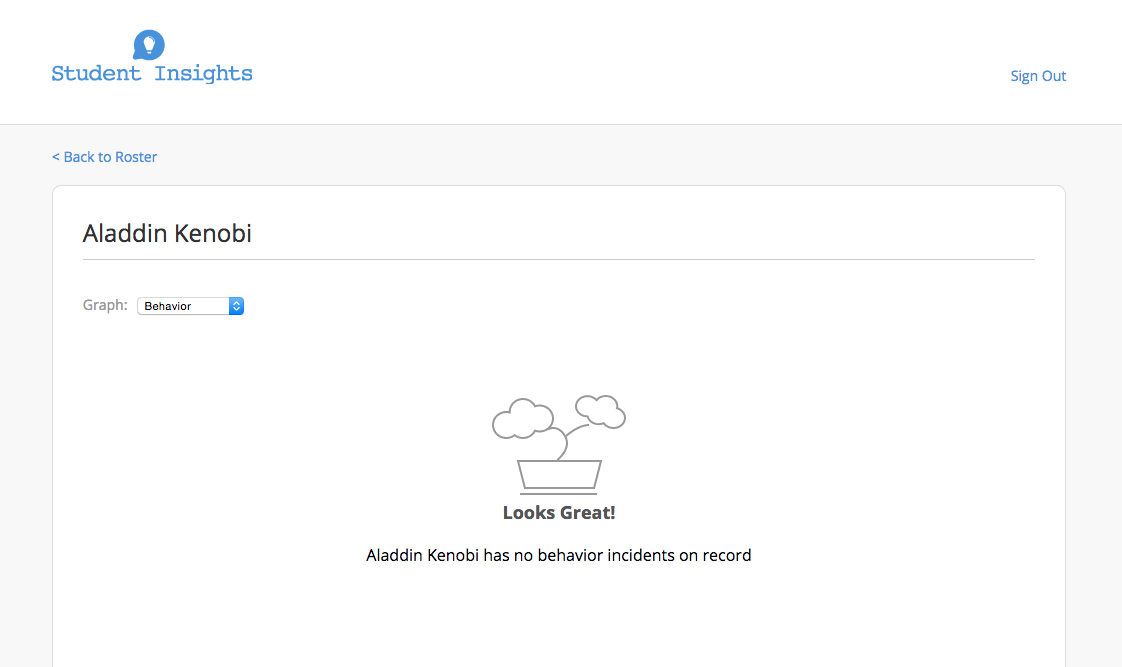 Student Insights
Sign Out
< Back to Roster
Aladdin Kenobi
Graph: Behavior
Looks Great!
Aladdin Kenobi has no behavior incidents on record